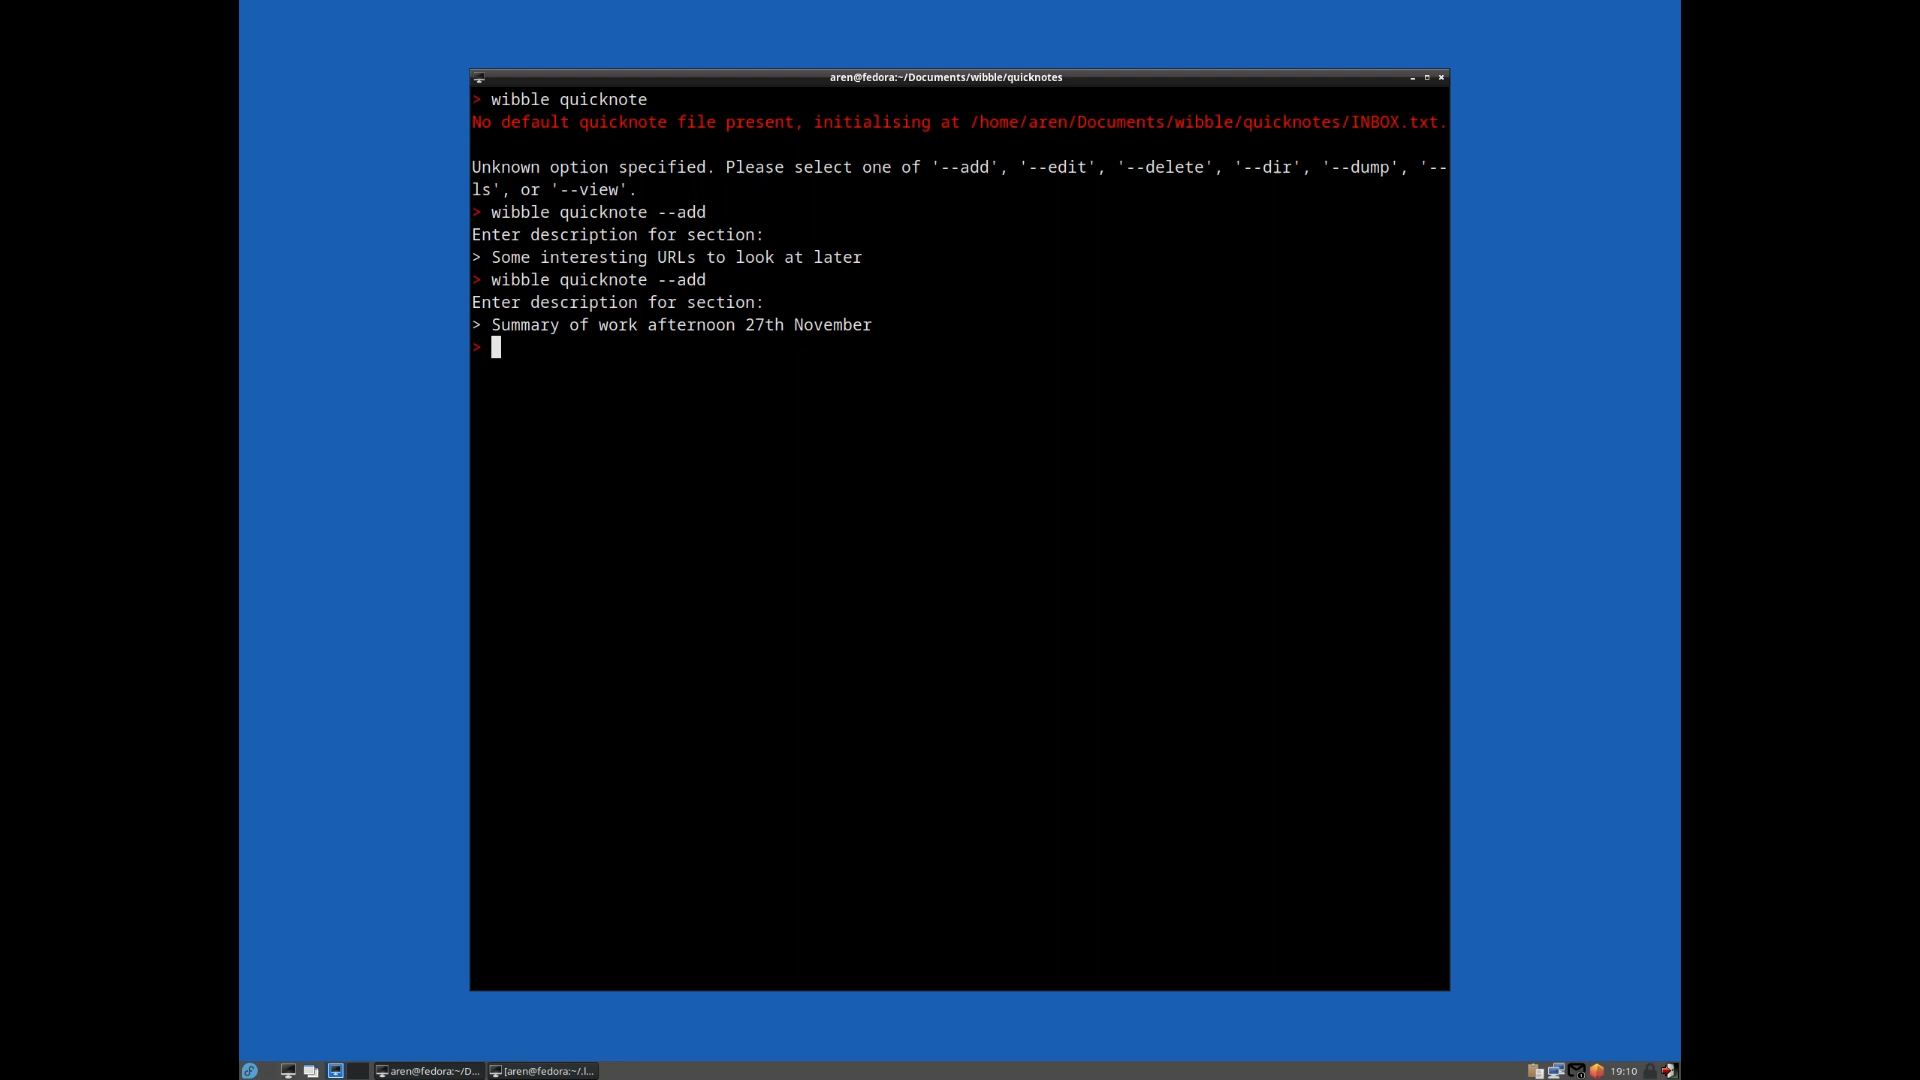 aren@fedora:~/Documents/wibble/quicknotes
> wibble quicknote
No default quicknote file present, initialising at /home/aren/Documents/wibble/quicknotes/INBOX.txt.
Unknown option specified. Please select one of '--add', '--edit', '--delete', '--dir', '--dump', '--
ls', or '--view'.
> wibble quicknote --add
Enter description for section:
> Some interesting URLs to look at later
> wibble quicknote --add
Enter description for section:
> Summary of work afternoon 27th November
>
aren@fedora:~/D... [aren@fedora:~/.l... 19:10